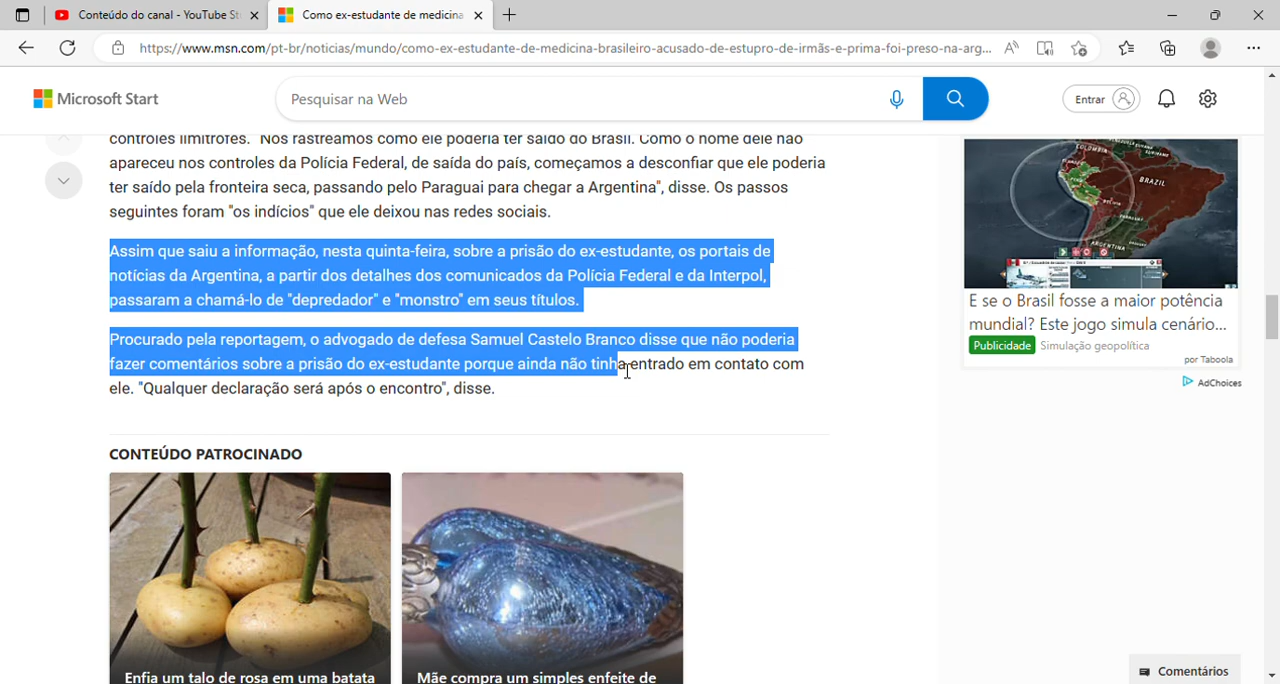 Conteúdo do canal - YouTube St
Como ex-estudante de medicina
https://www.msn.com/pt-br/noticias/mundo/como-ex-estudante-de-medicina-brasileiro-acusado-de-estupro-de-irmãs-e-prima-foi-preso-na-arg...
Microsoft Start
Pesquisar na Web
Entrar
controles limítrofes. "Nós rastreamos como ele poderia ter saído do Brasil. Como o nome dele não
apareceu nos controles da Polícia Federal, de saída do país, começamos a desconfiar que ele poderia
ter saído pela fronteira seca, passando pelo Paraguai para chegar a Argentina", disse. Os passos
seguintes foram "os indícios" que ele deixou nas redes sociais.
Assim que saiu a informação, nesta quinta-feira, sobre a prisão do ex-estudante, os portais de
notícias da Argentina, a partir dos detalhes dos comunicados da Polícia Federal e da Interpol,
passaram a chamá-lo de "depredador" e "monstro" em seus títulos.
Procurado pela reportagem, o advogado de defesa Samuel Castelo Branco disse que não poderia
fazer comentários sobre a prisão do ex-estudante porque ainda não tinha entrado em contato com
ele. "Qualquer declaração será após o encontro", disse.
CONTEÚDO PATROCINADO
Enfia um talo de rosa em uma batata
Mãe compra um simples enfeite de
COLOMBIA
BRAZIL
BOLIVIA
ARGENTINA
E se o Brasil fosse a maior potência
mundial? Este jogo simula cenário...
Publicidade Simulação geopolítica
por Taboola
AdChoices
Comentários